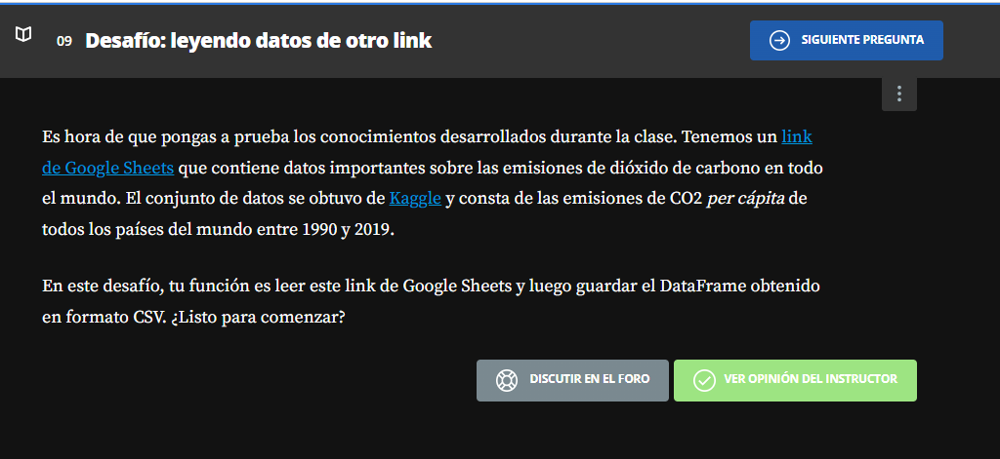 09 Desafío: leyendo datos de otro link
SIGUIENTE PREGUNTA
Es hora de que pongas a prueba los conocimientos desarrollados durante la clase. Tenemos un link
de Google Sheets que contiene datos importantes sobre las emisiones de dióxido de carbono en todo
el mundo. El conjunto de datos se obtuvo de Kaggle y consta de las emisiones de CO2 per cápita de
todos los países del mundo entre 1990 y 2019.
En este desafío, tu función es leer este link de Google Sheets y luego guardar el DataFrame obtenido
en formato CSV. ¿Listo para comenzar?
DISCUTIR EN EL FORO
VER OPINIÓN DEL INSTRUCTOR